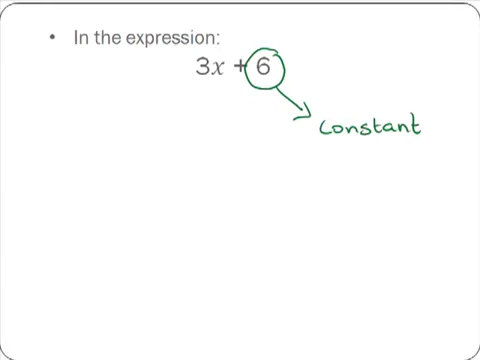 • In the expression:
3x + 6
constant